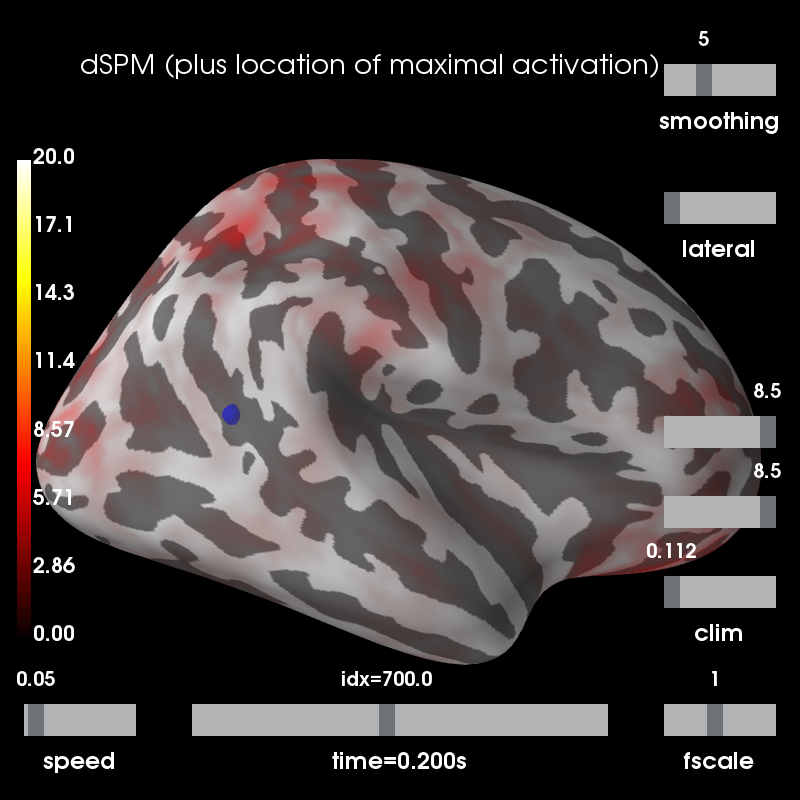 5
dSPM (plus location of maximal activation)
smoothing
20.0
17.1
lateral
14.3
11.4
8.5
8.57
8.5
5.71
0.112
2.86
0.00
clim
0.05
idx=700.0
1
speed
time=0.200s
fscale